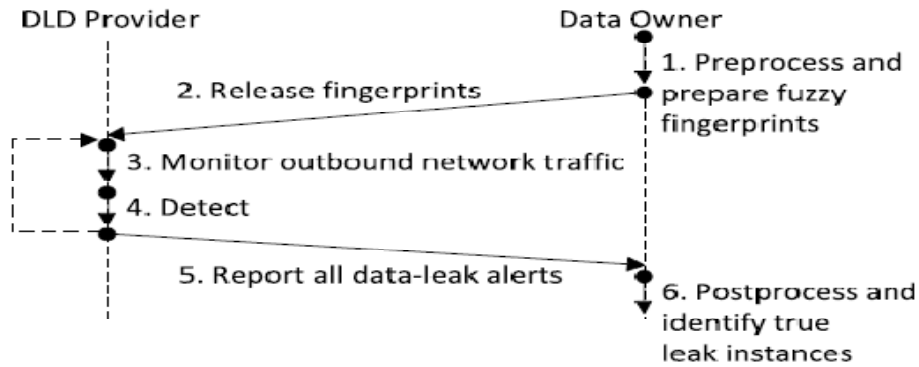 DLD Provider
Data Owner
1. Preprocess and
prepare fuzzy
fingerprints
2. Release fingerprints
3. Monitor outbound network traffic
4. Detect
5. Report all data-leak alerts
6. Postprocess and
identify true
leak instances